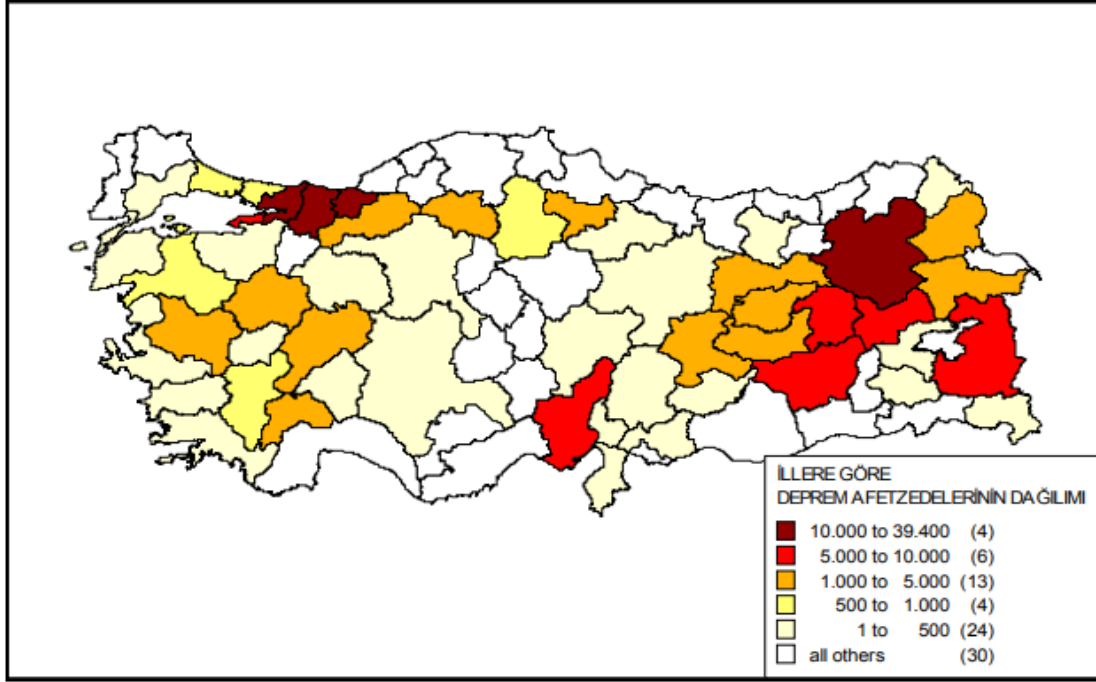 İLLERE GÖRE
DEPREM AFETZEDELERİNİN DAĞILIMI
10.000 to 39.400 (4)
5.000 to 10.000 (6)
1.000 to 5.000 (13)
500 to 1.000 (4)
1 to 500 (24)
all others (30)